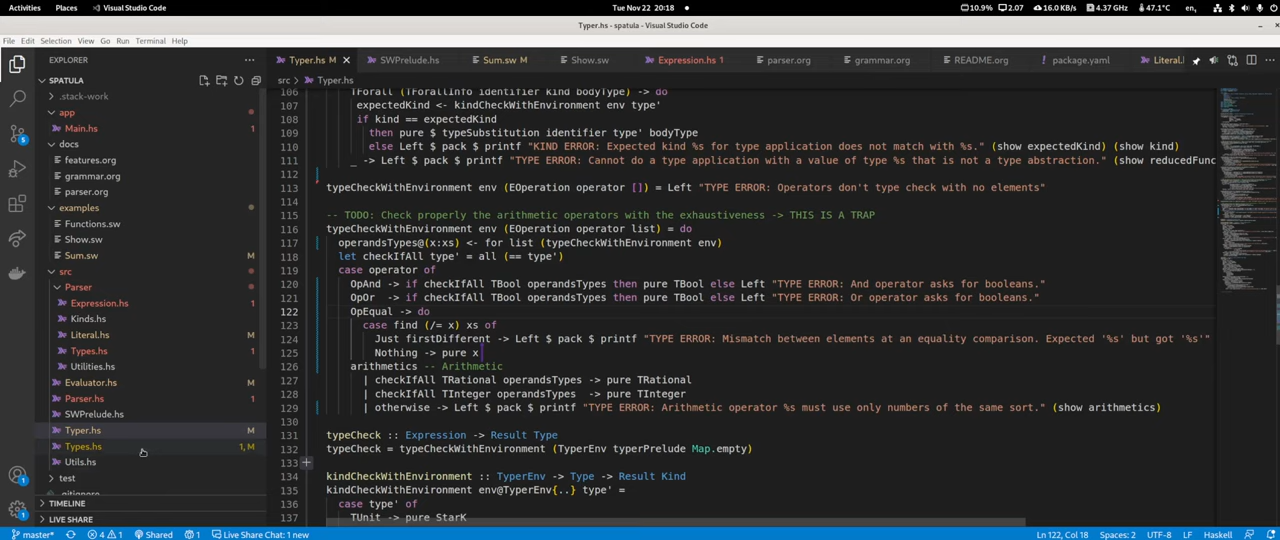 Activities Places Visual Studio Code Tue Nov 22 20:18 10.9% 2.07 16.0 KB/s 4.37 GHz 47.1°C en
Typer.hs - spatula - Visual Studio Code
File Edit Selection View Go Run Terminal Help
EXPLORER ... Typer.hs M SWPrelude.hs Sum.sw M Show.sw Expression.hs 1 parser.org grammar.org README.org package.yaml Literal.
SPATULA src > Typer.hs
.stack-work
app
Main.hs 1
docs
features.org
grammar.org
parser.org
examples
Functions.sw
Show.sw
Sum.sw M
src
Parser
Expression.hs 1
Kinds.hs
Literal.hs M
Types.hs 1
Utilities.hs
Evaluator.hs M
Parser.hs 1
SWPrelude.hs
Typer.hs M
Types.hs 1, M
Utils.hs
test
.gitignore
TIMELINE
LIVE SHARE
106 TForall (TForallInfo identifier kind bodyType) -> do
107 expectedKind <- kindCheckWithEnvironment env type'
108 if kind == expectedKind
109 then pure $ typeSubstitution identifier type' bodyType
110 else Left $ pack $ printf "KIND ERROR: Expected kind %s for type application does not match with %s." (show expectedKind) (show kind)
111 _ -> Left $ pack $ printf "TYPE ERROR: Cannot do a type application with a value of type %s that is not a type abstraction." (show reducedFunc
112
113 typeCheckWithEnvironment env (EOperation operator []) = Left "TYPE ERROR: Operators don't type check with no elements"
114
115 -- TODO: Check properly the arithmetic operators with the exhaustiveness -> THIS IS A TRAP
116 typeCheckWithEnvironment env (EOperation operator list) = do
117 operandsTypes@(x:xs) <- for list (typeCheckWithEnvironment env)
118 let checkIfAll type' = all (== type')
119 case operator of
120 OpAnd -> if checkIfAll TBool operandsTypes then pure TBool else Left "TYPE ERROR: And operator asks for booleans."
121 OpOr -> if checkIfAll TBool operandsTypes then pure TBool else Left "TYPE ERROR: Or operator asks for booleans."
122 OpEqual -> do
123 case find (/= x) xs of
124 Just firstDifferent -> Left $ pack $ printf "TYPE ERROR: Mismatch between elements at an equality comparison. Expected '%s' but got '%s'"
125 Nothing -> pure x
126 arithmetics -- Arithmetic
127 | checkIfAll TRational operandsTypes -> pure TRational
128 | checkIfAll TInteger operandsTypes -> pure TInteger
129 | otherwise -> Left $ pack $ printf "TYPE ERROR: Arithmetic operator %s must use only numbers of the same sort." (show arithmetics)
130
131 typeCheck :: Expression -> Result Type
132 typeCheck = typeCheckWithEnvironment (TyperEnv typerPrelude Map.empty)
133
134 kindCheckWithEnvironment :: TyperEnv -> Type -> Result Kind
135 kindCheckWithEnvironment env@TyperEnv{..} type' =
136 case type' of
137 TUnit -> pure StarK
master* 4 1 Shared 1 Live Share Chat: 1 new Ln 122, Col 18 Spaces: 2 UTF-8 LF Haskell